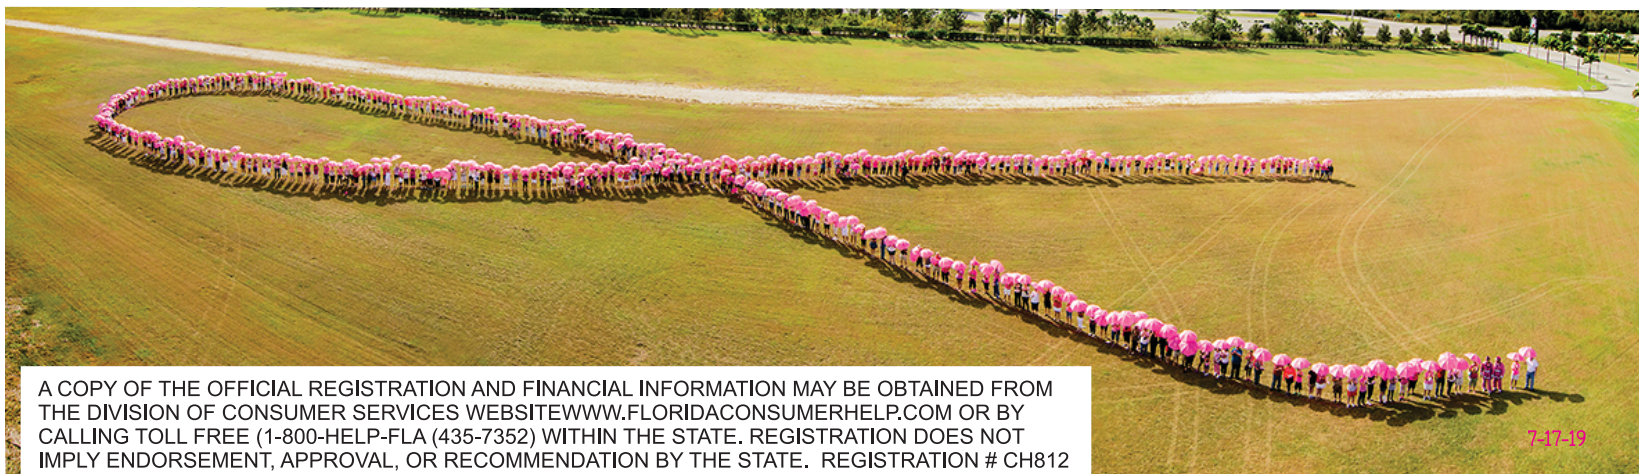 A COPY OF THE OFFICIAL REGISTRATION AND FINANCIAL INFORMATION MAY BE OBTAINED FROM
THE DIVISION OF CONSUMER SERVICES WEBSITEWWW.FLORIDACONSUMERHELP.COM OR BY
CALLING TOLL FREE (1-800-HELP-FLA (435-7352) WITHIN THE STATE. REGISTRATION DOES NOT
IMPLY ENDORSEMENT, APPROVAL, OR RECOMMENDATION BY THE STATE.  REGISTRATION # CH812
7-17-19